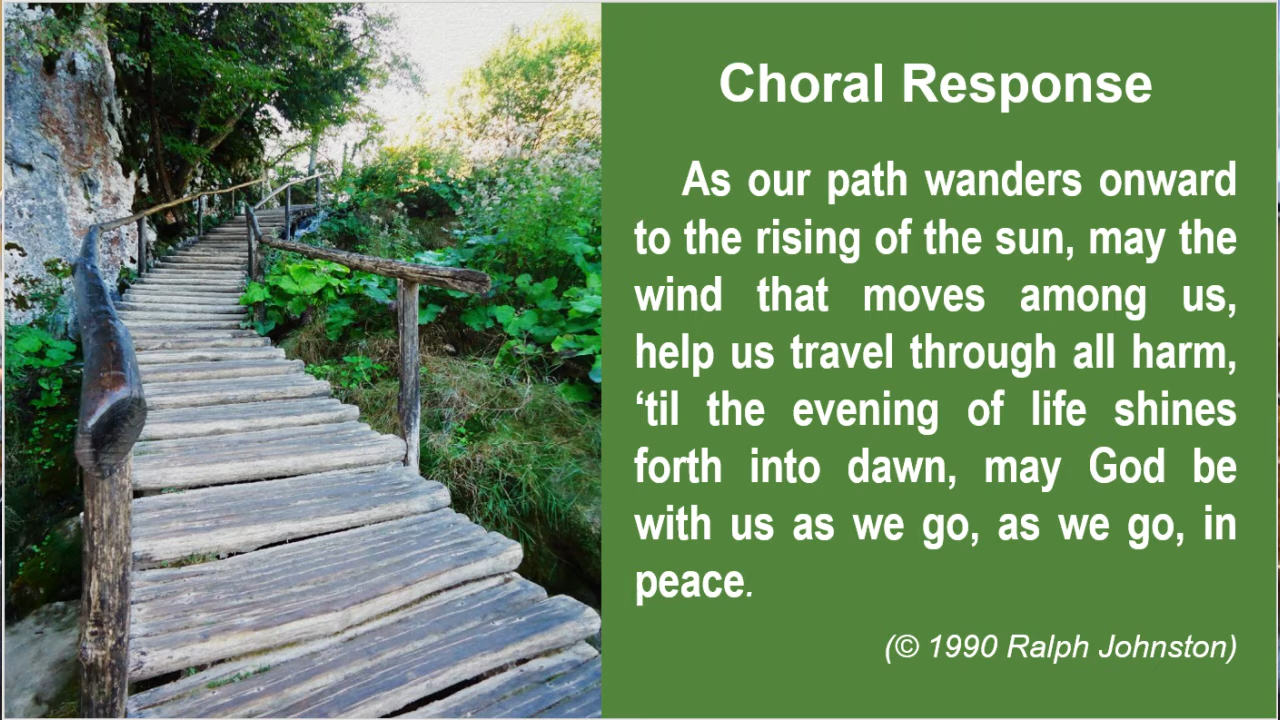 Choral Response
As our path wanders onward
to the rising of the sun, may the
wind that moves among us,
help us travel through all harm,
‘til the evening of life shines
forth into dawn, may God be
with us as we go, as we go, in
peace.
(© 1990 Ralph Johnston)